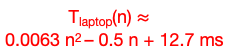 Tlaptop(n) ≈
0.0063 n² – 0.5 n + 12.7 ms